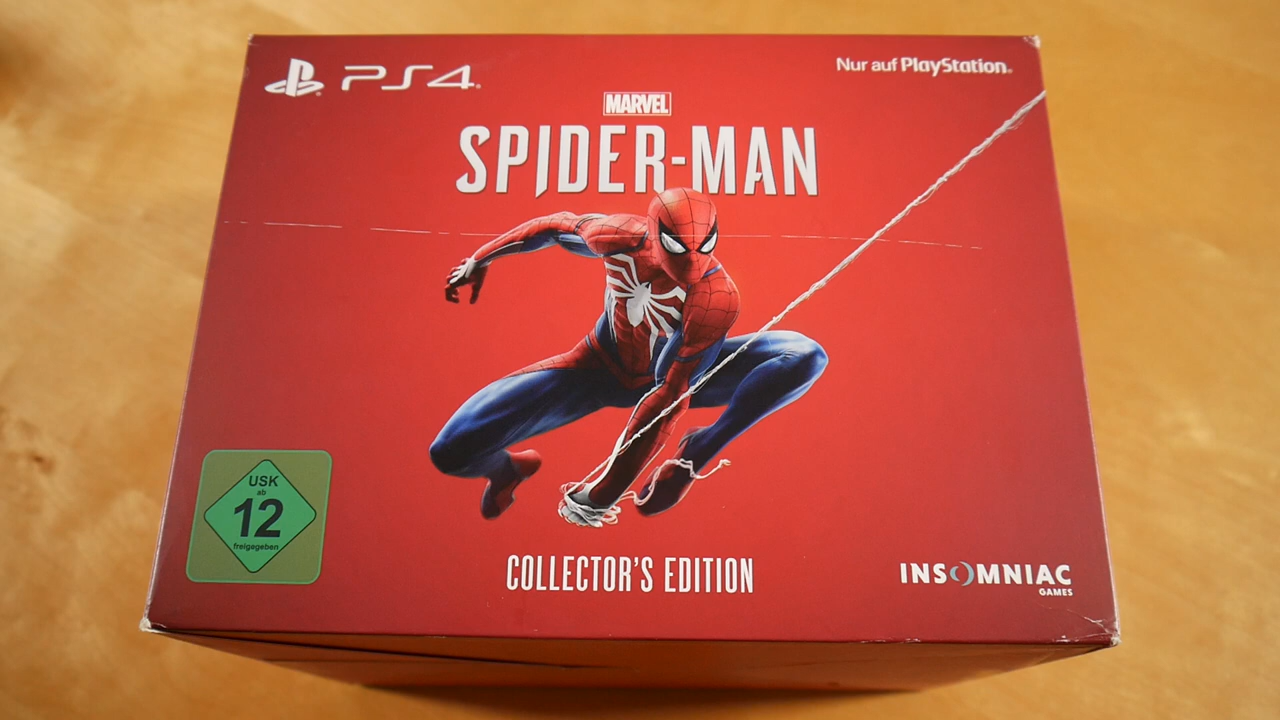 PS4
Nur auf PlayStation
MARVEL
SPIDER-MAN
USK
ab
12
freigegeben
COLLECTOR'S EDITION
INSOMNIAC
GAMES